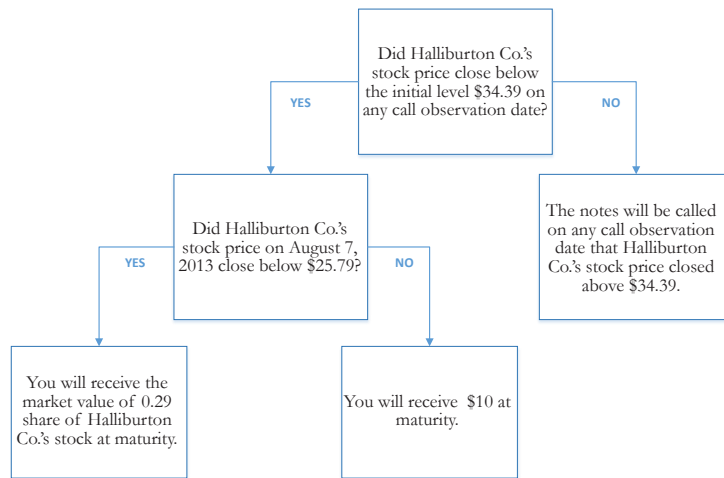 Did Halliburton Co.'s
stock price close below
the initial level $34.39 on
any call observation date?
YES
NO
Did Halliburton Co.'s
stock price on August 7,
2013 close below $25.79?
The notes will be called
on any call observation
date that Halliburton
Co.'s stock price closed
above $34.39.
YES
NO
You will receive the
market value of 0.29
share of Halliburton
Co.'s stock at maturity.
You will receive $10 at
maturity.